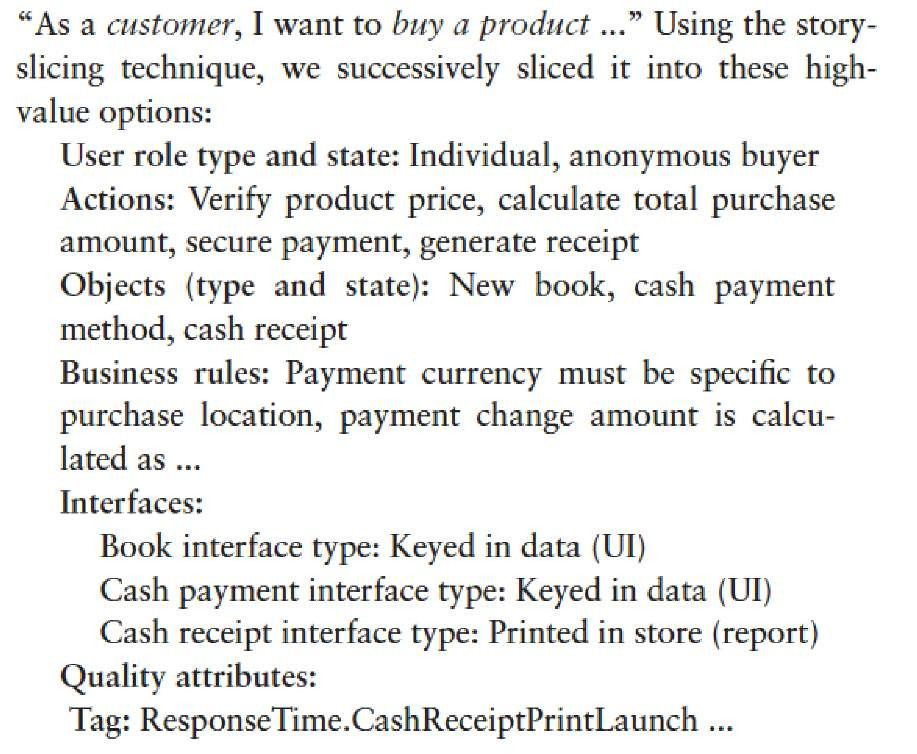 “As a customer, I want to buy a product ...” Using the story-
slicing technique, we successively sliced it into these high-
value options:
User role type and state: Individual, anonymous buyer
Actions: Verify product price, calculate total purchase
amount, secure payment, generate receipt
Objects (type and state): New book, cash payment
method, cash receipt
Business rules: Payment currency must be specific to
purchase location, payment change amount is calcu-
lated as ...
Interfaces:
Book interface type: Keyed in data (UI)
Cash payment interface type: Keyed in data (UI)
Cash receipt interface type: Printed in store (report)
Quality attributes:
Tag: ResponseTime.CashReceiptPrintLaunch ...